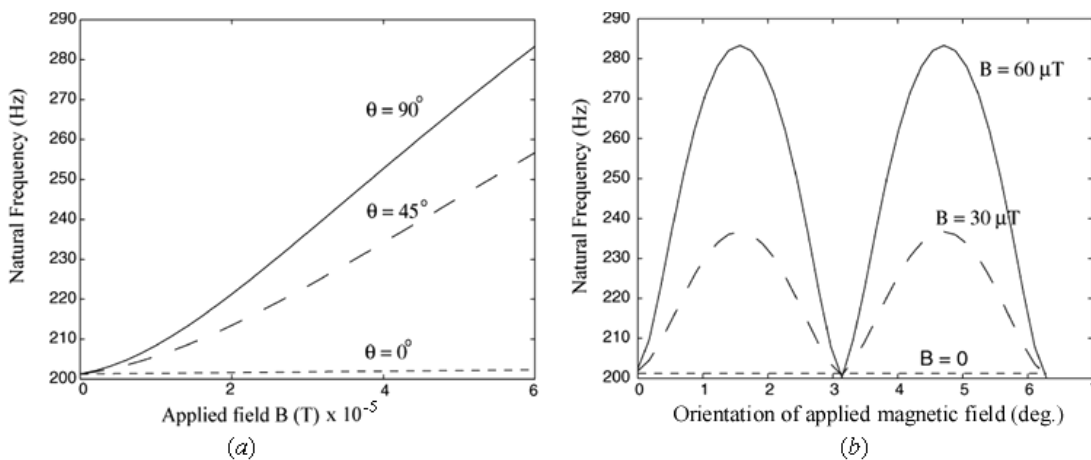 290
280
270
260
250
240
230
220
210
200
Natural Frequency (Hz)
θ = 90°
θ = 45°
θ = 0°
0
2
4
6
Applied field B (T) x 10⁻⁵
(a)
290
280
270
260
250
240
230
220
210
200
Natural Frequency (Hz)
B = 60 μT
B = 30 μT
B = 0
0
1
2
3
4
5
6
Orientation of applied magnetic field (deg.)
(b)